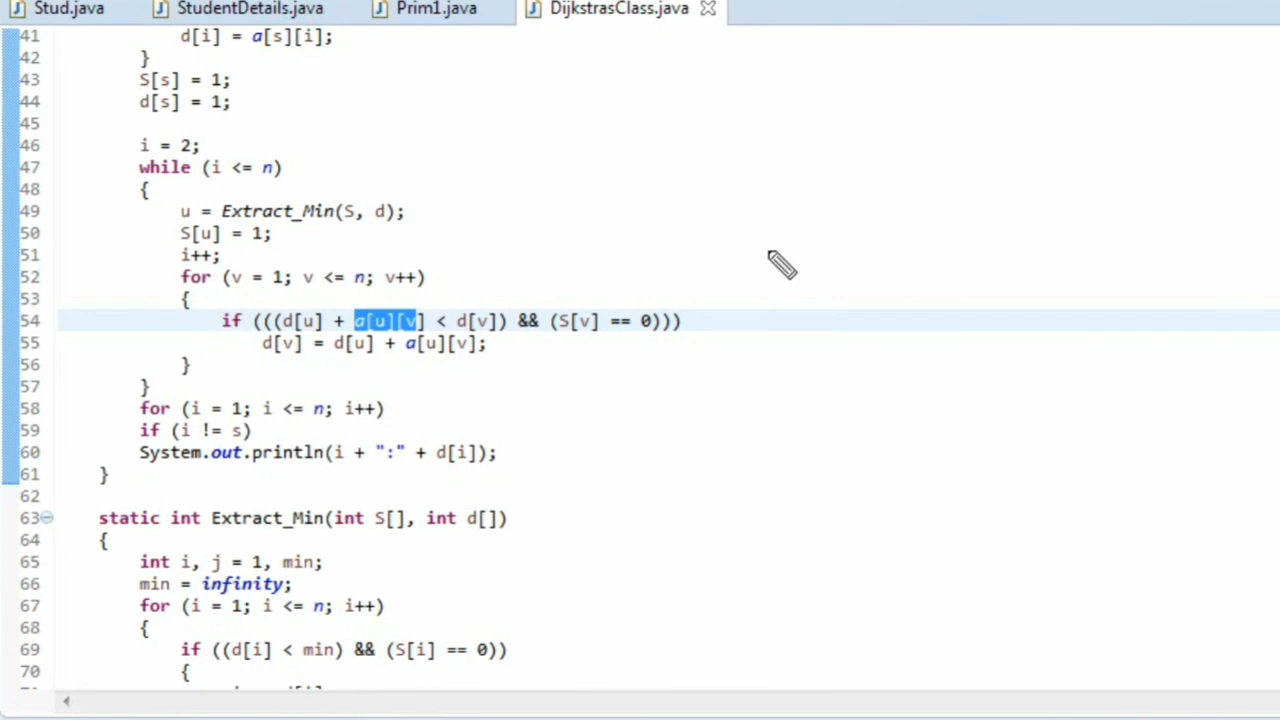 Stud.java StudentDetails.java Prim1.java DijkstrasClass.java
41 d[i] = a[s][i];
42 }
43 S[s] = 1;
44 d[s] = 1;
45
46 i = 2;
47 while (i <= n)
48 {
49 u = Extract_Min(S, d);
50 S[u] = 1;
51 i++;
52 for (v = 1; v <= n; v++)
53 {
54 if (((d[u] + a[u][v] < d[v]) && (S[v] == 0)))
55 d[v] = d[u] + a[u][v];
56 }
57 }
58 for (i = 1; i <= n; i++)
59 if (i != s)
60 System.out.println(i + ":" + d[i]);
61 }
62
63 static int Extract_Min(int S[], int d[])
64 {
65 int i, j = 1, min;
66 min = infinity;
67 for (i = 1; i <= n; i++)
68 {
69 if ((d[i] < min) && (S[i] == 0))
70 {